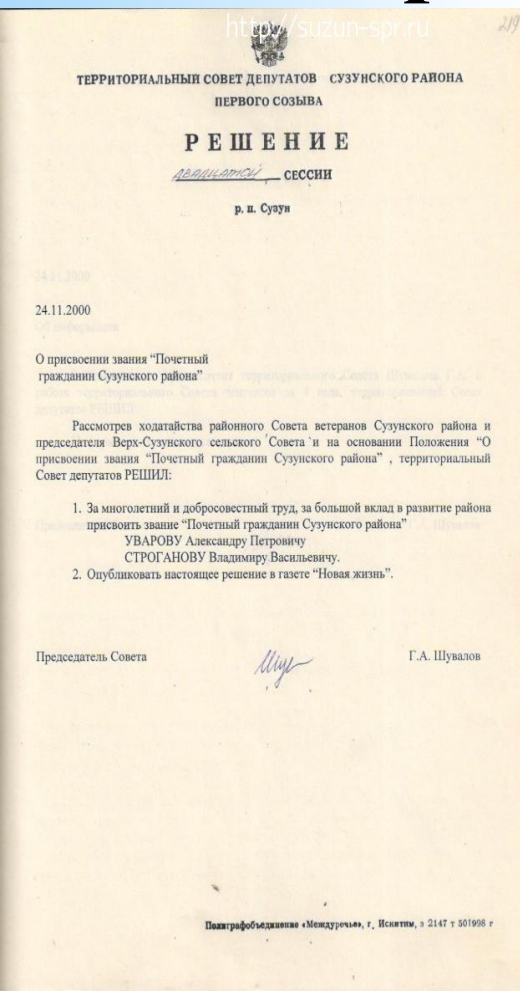 http://suzun-spr.ru
219
ТЕРРИТОРИАЛЬНЫЙ СОВЕТ ДЕПУТАТОВ СУЗУНСКОГО РАЙОНА
ПЕРВОГО СОЗЫВА
РЕШЕНИЕ
двадцатой СЕССИИ
р. п. Сузун
24.11.2000
24.11.2000
О присвоении звания “Почетный
гражданин Сузунского района”
Рассмотрев ходатайства районного Совета ветеранов Сузунского района и
председателя Верх-Сузунского сельского Совета и на основании Положения “О
присвоении звания “Почетный гражданин Сузунского района” , территориальный
Совет депутатов РЕШИЛ:
1. За многолетний и добросовестный труд, за большой вклад в развитие района
присвоить звание “Почетный гражданин Сузунского района”
УВАРОВУ Александру Петровичу
СТРОГАНОВУ Владимиру Васильевичу.
2. Опубликовать настоящее решение в газете “Новая жизнь”.
Председатель Совета Г.А. Шувалов
Полиграфобъединение «Междуречье», г. Искитим, з 2147 т 501998 г